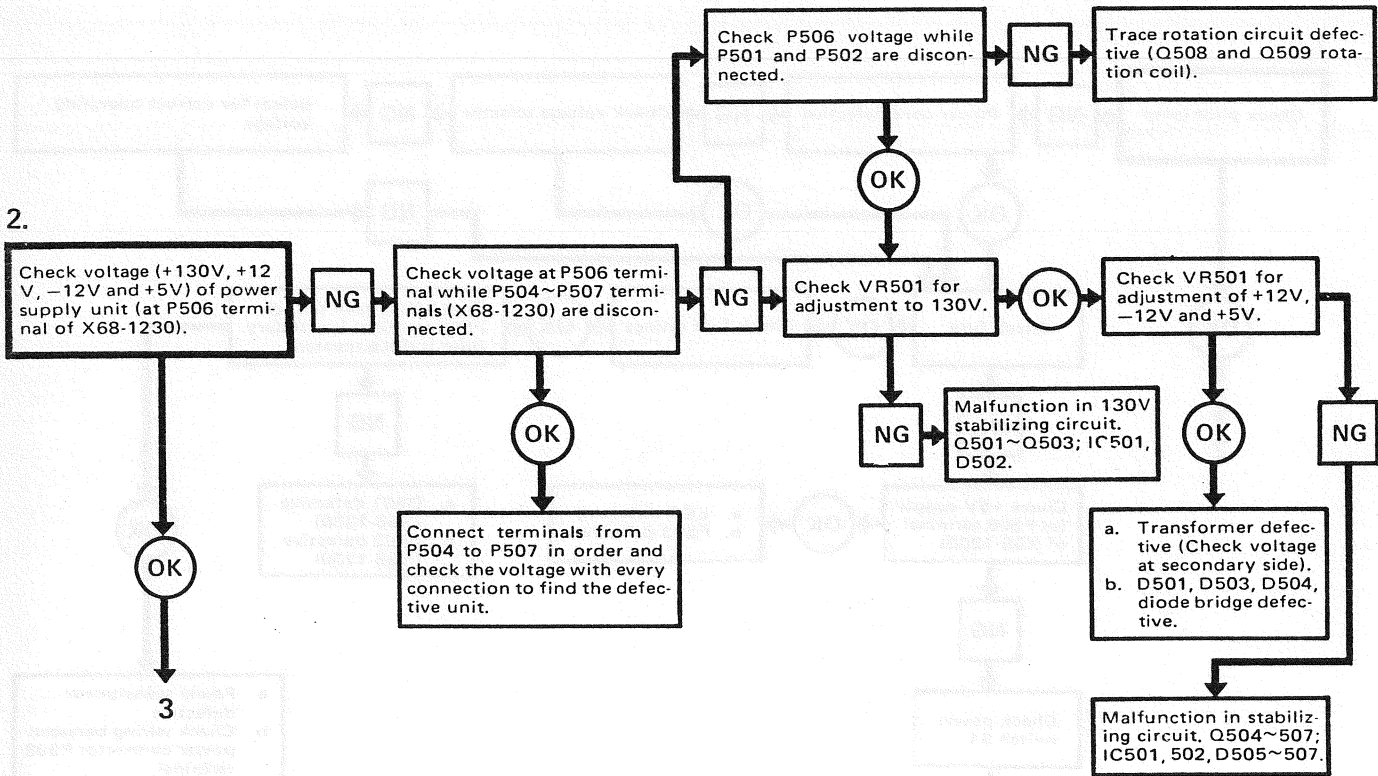 Check P506 voltage while
P501 and P502 are discon-
nected.
NG
Trace rotation circuit defec-
tive (Q508 and Q509 rota-
tion coil).
OK
2.
Check voltage (+130V, +12
V, −12V and +5V) of power
supply unit (at P506 termi-
nal of X68-1230).
NG
Check voltage at P506 termi-
nal while P504~P507 termi-
nals (X68-1230) are discon-
nected.
NG
Check VR501 for
adjustment to 130V.
OK
Check VR501 for
adjustment of +12V,
−12V and +5V.
NG
Malfunction in 130V
stabilizing circuit.
Q501~Q503; IC501,
D502.
OK
NG
OK
Connect terminals from
P504 to P507 in order and
check the voltage with every
connection to find the defec-
tive unit.
a. Transformer defec-
tive (Check voltage
at secondary side).
b. D501, D503, D504,
diode bridge defec-
tive.
OK
3
Malfunction in stabiliz-
ing circuit. Q504~507;
IC501, 502, D505~507.